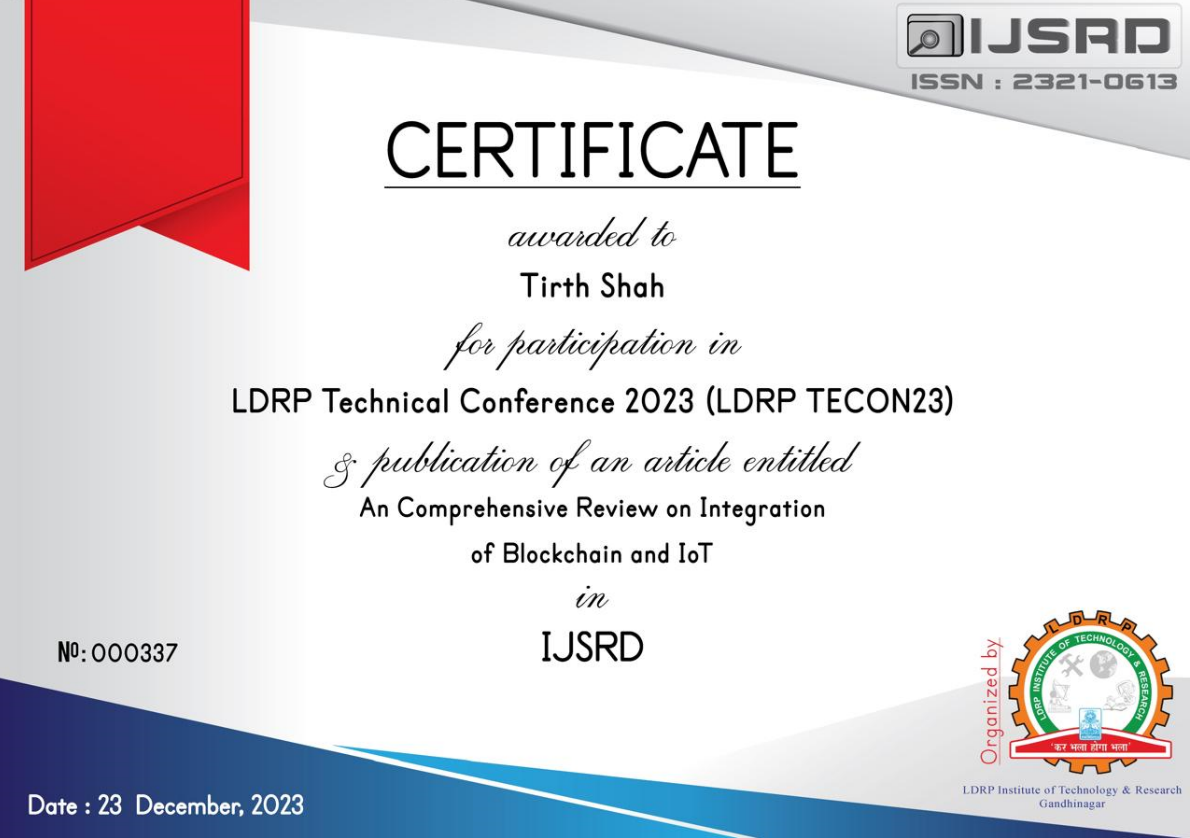 IJSRD
ISSN : 2321-0613
CERTIFICATE
awarded to
Tirth Shah
for participation in
LDRP Technical Conference 2023 (LDRP TECON23)
& publication of an article entitled
An Comprehensive Review on Integration
of Blockchain and IoT
in
IJSRD
Nº: 000337
Date : 23 December, 2023
Organized by
LDRP
LDRP INSTITUTE OF TECHNOLOGY & RESEARCH
"कर भला होगा भला"
LDRP Institute of Technology & Research
Gandhinagar